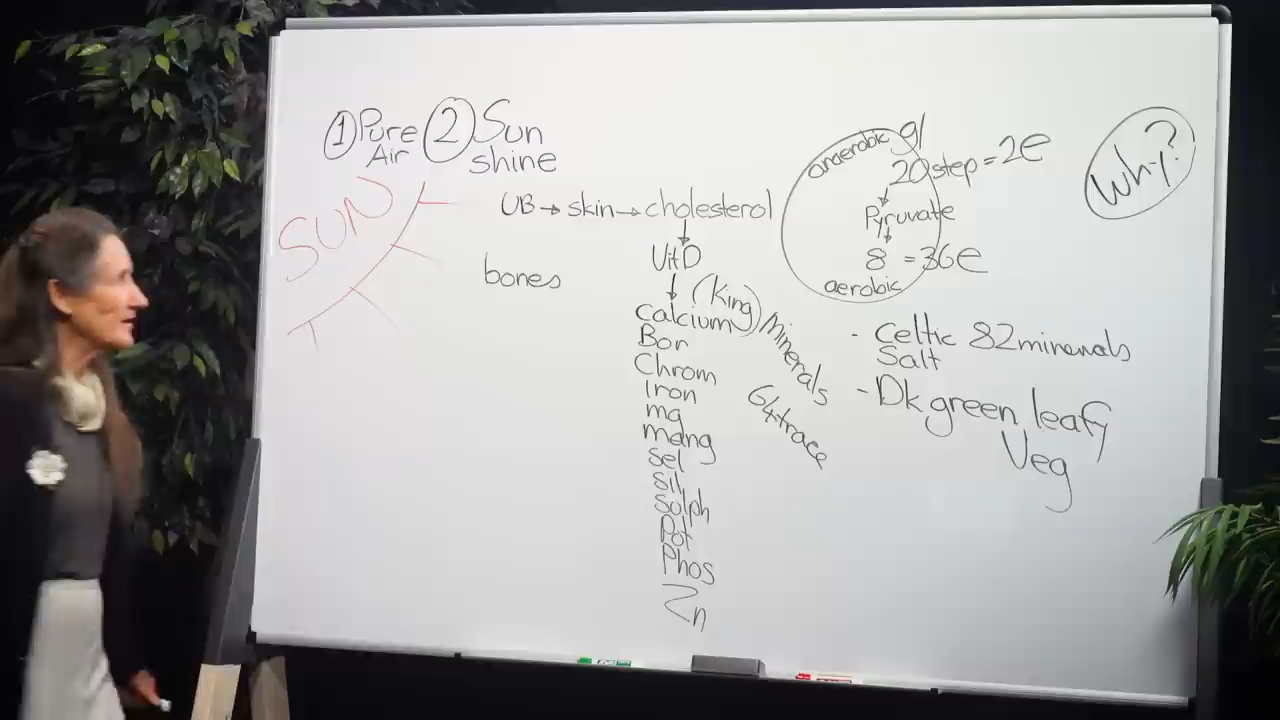 ① Pure
Air
② Sun
shine
SUN
UB → skin → cholesterol
↓
Vit D
↓
bones
Calcium (King)
Bor
Chrom
Iron
mg
mang
sel
sil
sulph
Pot
Phos
Zn
minerals
64 trace
anaerobic
gl
20 step = 2e
↓
Pyruvate
↓
8 = 36e
aerobic
Why?
- Celtic 82 minerals
Salt
- Dk green leafy
Veg